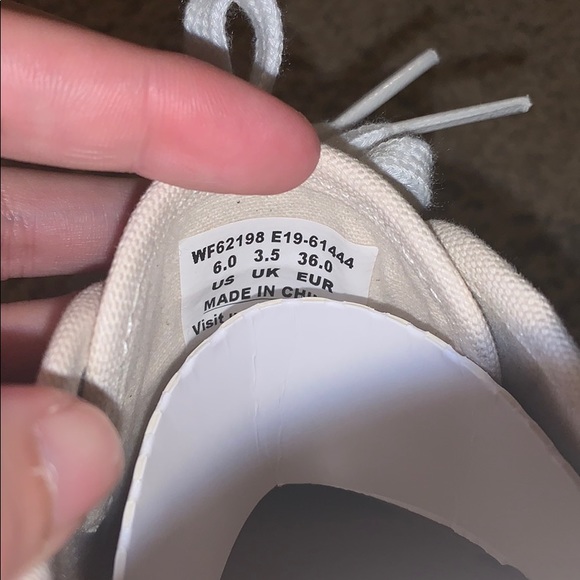 WF62198 E19-61444
6.0 3.5 36.0
US UK EUR
MADE IN
Visit